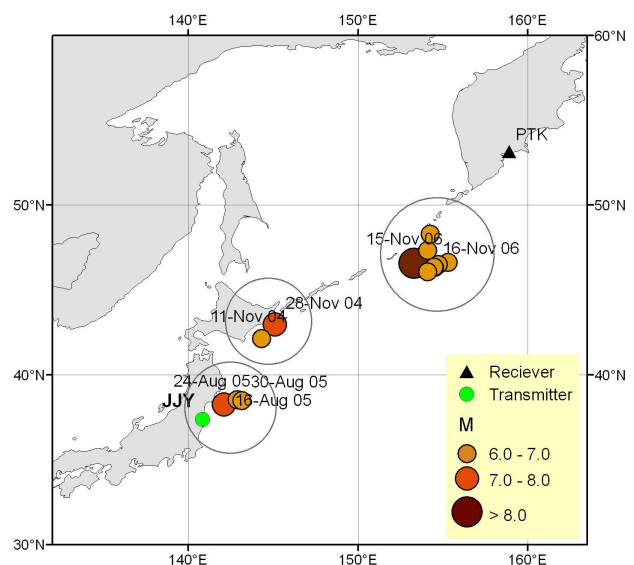 140°E 150°E 160°E
60°N
PTK
50°N 50°N
15-Nov 06
16-Nov 06
28-Nov 04
11-Nov 04
40°N 40°N
24-Aug 05 30-Aug 05
JJY 16-Aug 05
Reciever
Transmitter
M
6.0 - 7.0
7.0 - 8.0
> 8.0
30°N 30°N
140°E 150°E 160°E